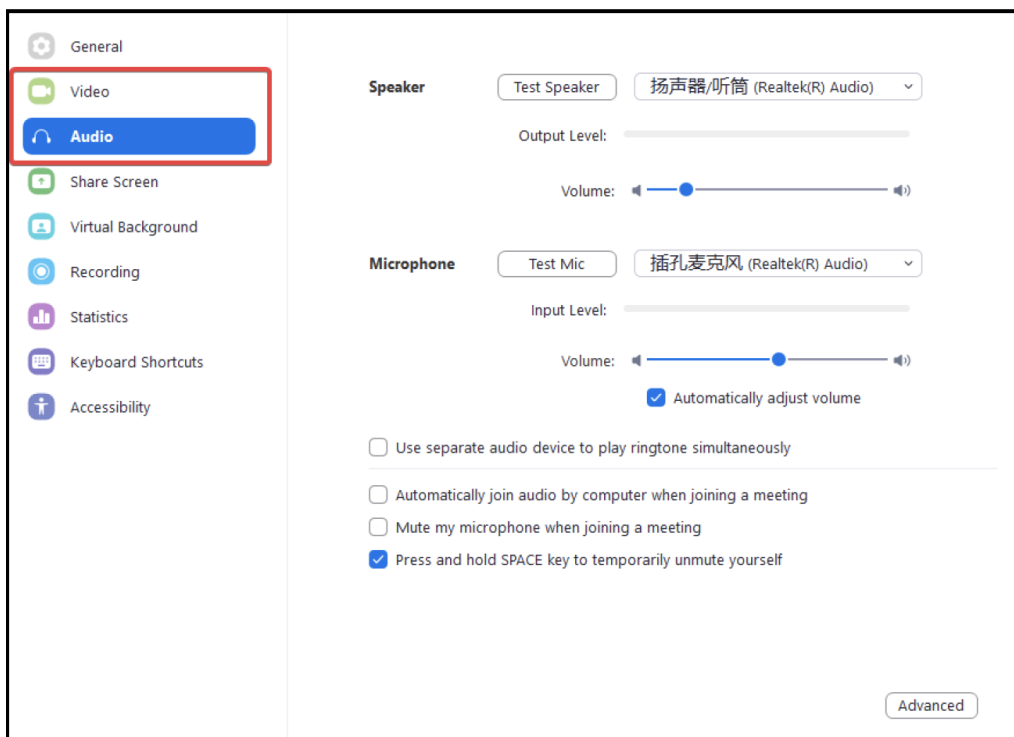 General
Video
Audio
Share Screen
Virtual Background
Recording
Statistics
Keyboard Shortcuts
Accessibility
Speaker Test Speaker 扬声器/听筒 (Realtek(R) Audio)
Output Level:
Volume:
Microphone Test Mic 插孔麦克风 (Realtek(R) Audio)
Input Level:
Volume:
Automatically adjust volume
Use separate audio device to play ringtone simultaneously
Automatically join audio by computer when joining a meeting
Mute my microphone when joining a meeting
Press and hold SPACE key to temporarily unmute yourself
Advanced